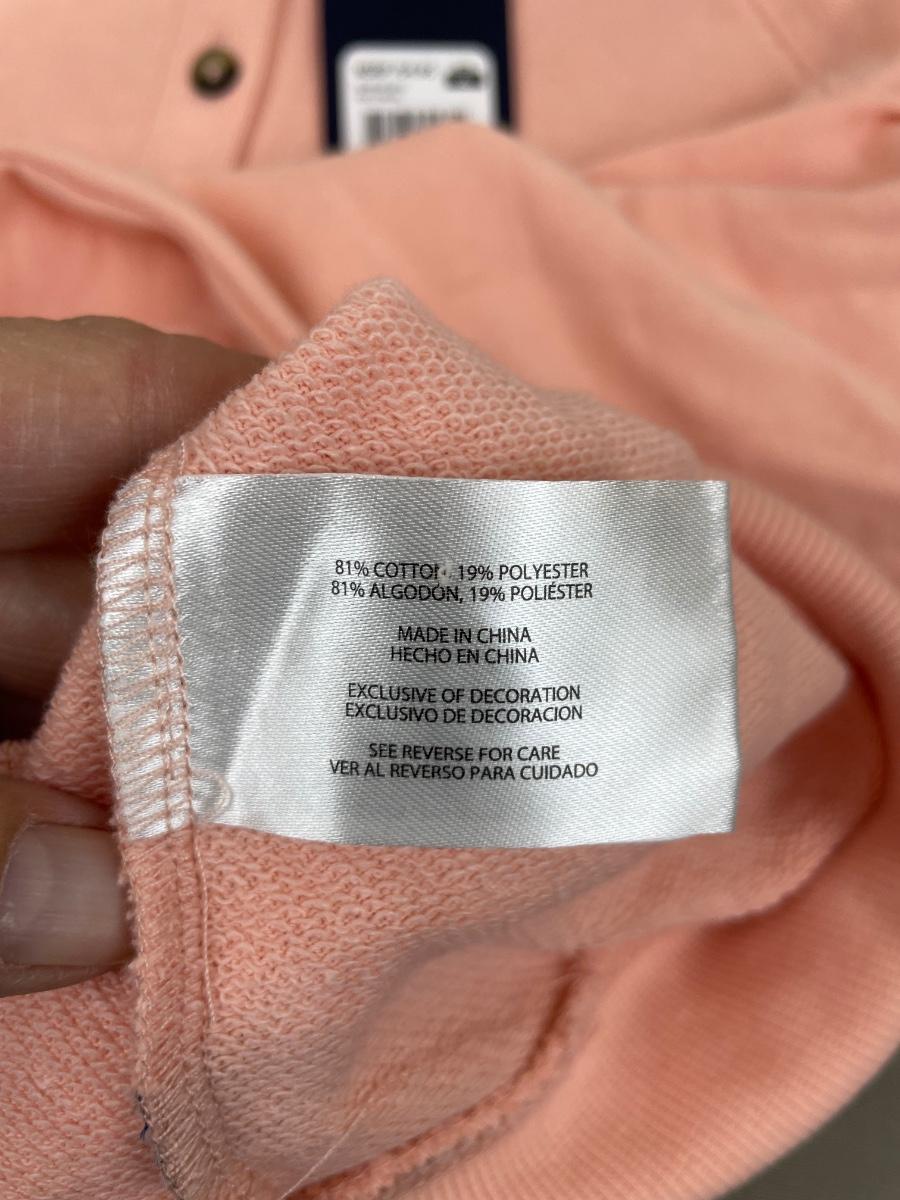 81% COTTON, 19% POLYESTER
81% ALGODÓN, 19% POLIÉSTER
MADE IN CHINA
HECHO EN CHINA
EXCLUSIVE OF DECORATION
EXCLUSIVO DE DECORACION
SEE REVERSE FOR CARE
VER AL REVERSO PARA CUIDADO